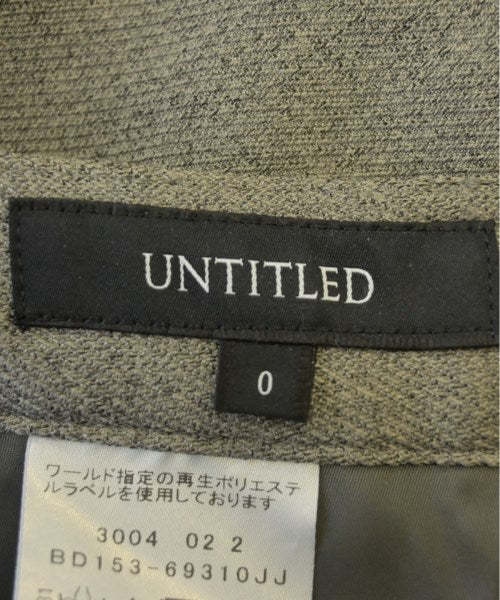 UNTITLED
0
ワールド指定の再生ポリエステ
ルラベルを使用しております
3004 02 2
BD153-69310JJ